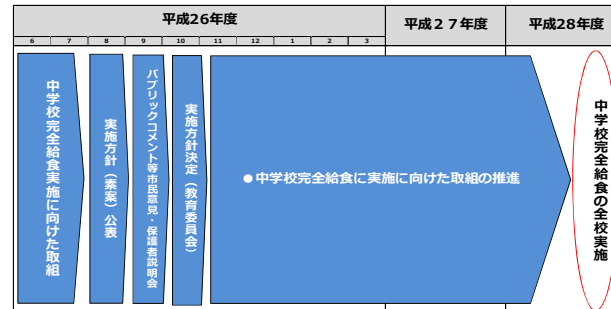 平成26年度
平成２７年度
平成28年度
6 7 8 9 10 11 12 1 2 3
中学校完全給食実施に向けた取組
実施方針（素案）公表
パブリックコメント等市民意見・保護者説明会
実施方針決定（教育委員会）
●中学校完全給食に実施に向けた取組の推進
中学校完全給食の全校実施